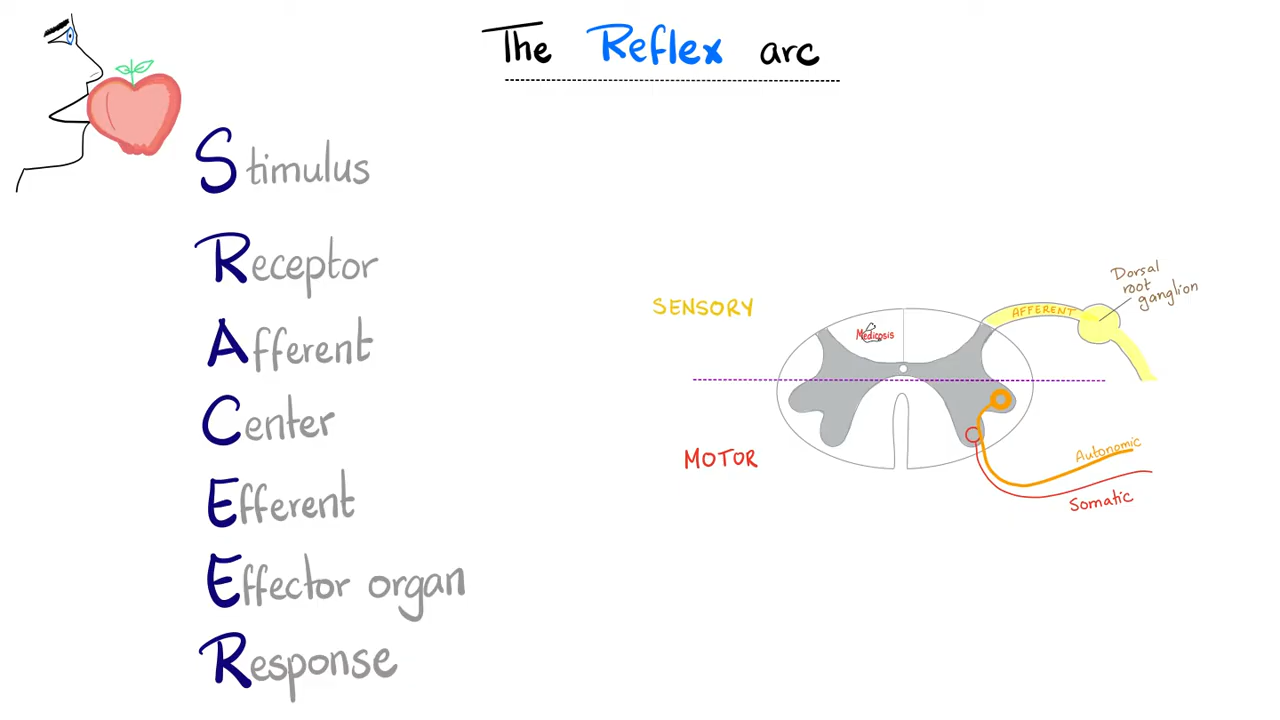 The Reflex arc
Stimulus
Receptor
Afferent
Center
Efferent
Effector organ
Response
SENSORY
MOTOR
Medicosis
AFFERENT
Dorsal
root
ganglion
Autonomic
Somatic